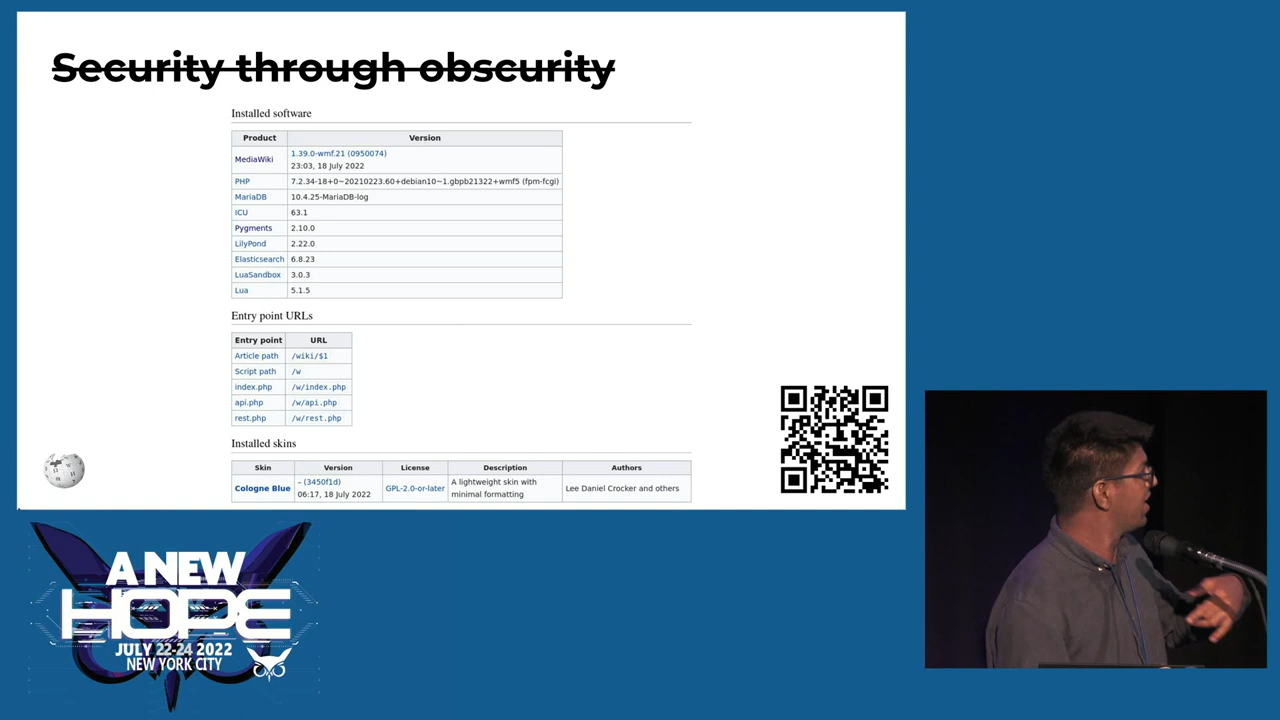 Security through obscurity
Installed software
Product Version
MediaWiki 1.39.0-wmf.21 (0950074)
23:03, 18 July 2022
PHP 7.2.34-18+0~20210223.60+debian10~1.gbpb21322+wmf5 (fpm-fcgi)
MariaDB 10.4.25-MariaDB-log
ICU 63.1
Pygments 2.10.0
LilyPond 2.22.0
Elasticsearch 6.8.23
LuaSandbox 3.0.3
Lua 5.1.5
Entry point URLs
Entry point URL
Article path /wiki/$1
Script path /w
index.php /w/index.php
api.php /w/api.php
rest.php /w/rest.php
Installed skins
Skin Version License Description Authors
Cologne Blue – (3450f1d) 06:17, 18 July 2022 GPL-2.0-or-later A lightweight skin with minimal formatting Lee Daniel Crocker and others
A NEW
HOPE
JULY 22-24 2022
NEW YORK CITY